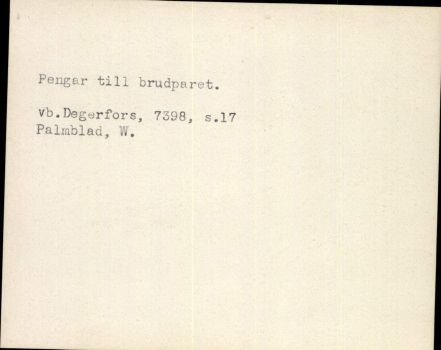 Pengar till brudparet.
vb.Degerfors, 7398, s.17
Palmblad, W.